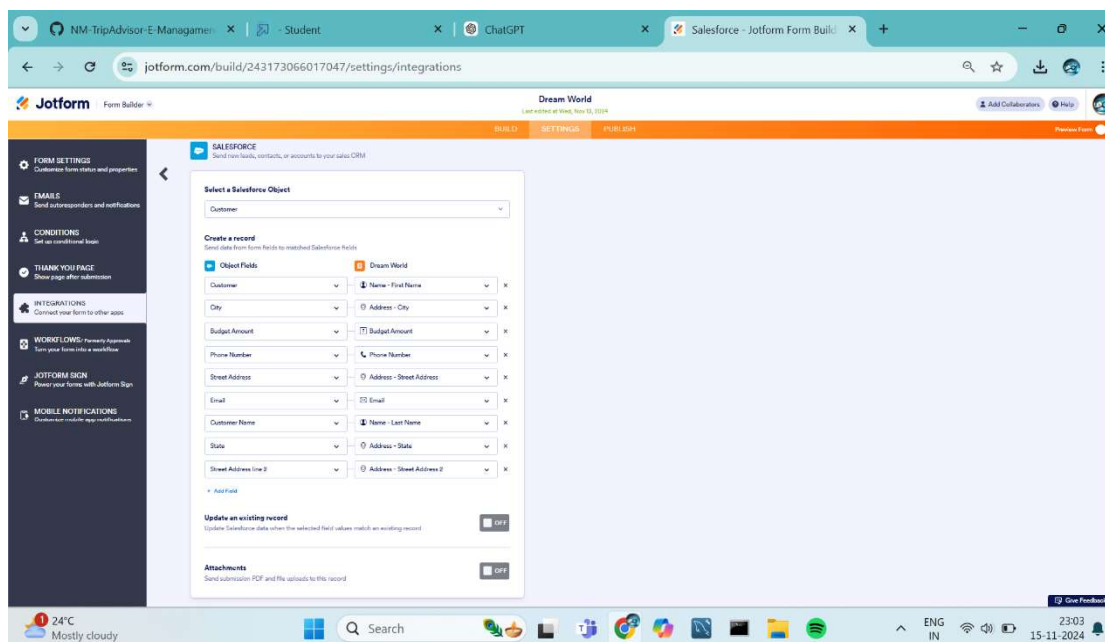 NM-TripAdvisor-E-Managemen
- Student
ChatGPT
Salesforce - Jotform Form Build
jotform.com/build/243173066017047/settings/integrations
Jotform
Form Builder
Dream World
Last edited at Wed, Nov 13, 2024
Add Collaborators
Help
BUILD
SETTINGS
PUBLISH
Preview Form
FORM SETTINGS
Customize form status and properties
EMAILS
Send autoresponders and notifications
CONDITIONS
Set up conditional logic
THANK YOU PAGE
Show page after submission
INTEGRATIONS
Connect your form to other apps
WORKFLOWS/ Formerly Approvals
Turn your form into a workflow
JOTFORM SIGN
Power your forms with Jotform Sign
MOBILE NOTIFICATIONS
Customize mobile app notifications
SALESFORCE
Send new leads, contacts, or accounts to your sales CRM
Select a Salesforce Object
Customer
Create a record
Send data from form fields to matched Salesforce fields
Object Fields
Dream World
Customer
Name - First Name
City
Address - City
Budget Amount
Budget Amount
Phone Number
Phone Number
Street Address
Address - Street Address
Email
Email
Customer Name
Name - Last Name
State
Address - State
Street Address line 2
Address - Street Address 2
+ Add Field
Update an existing record
Update Salesforce data when the selected field values match an existing record
OFF
Attachments
Send submission PDF and file uploads to this record
OFF
Give Feedback
1
24°C
Mostly cloudy
Search
ENG
IN
23:03
15-11-2024